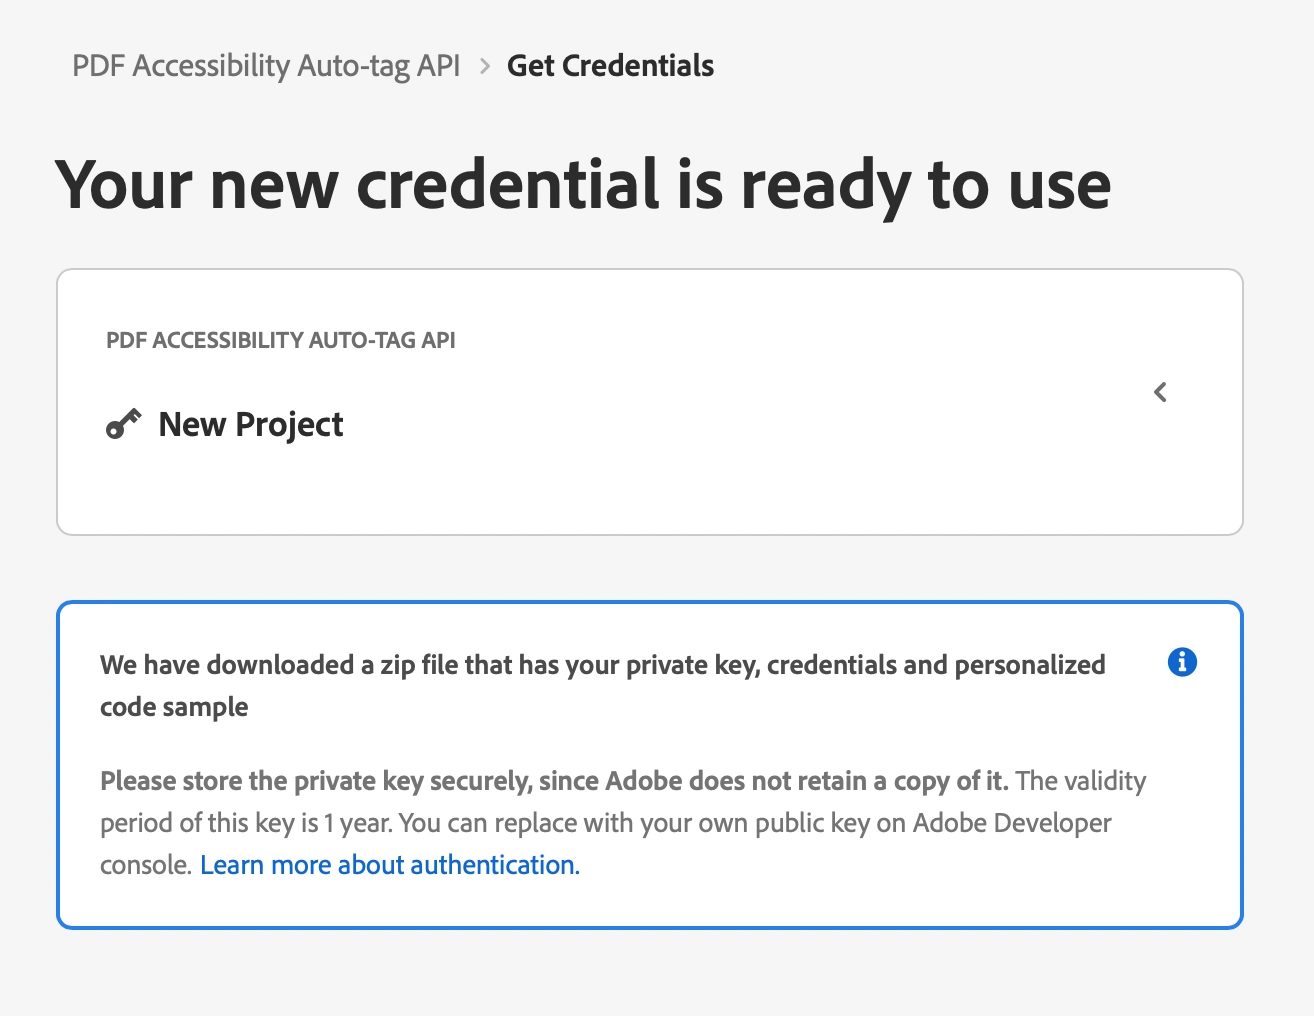 PDF Accessibility Auto-tag API > Get Credentials
Your new credential is ready to use
PDF ACCESSIBILITY AUTO-TAG API
New Project
We have downloaded a zip file that has your private key, credentials and personalized
code sample
Please store the private key securely, since Adobe does not retain a copy of it. The validity
period of this key is 1 year. You can replace with your own public key on Adobe Developer
console. Learn more about authentication.